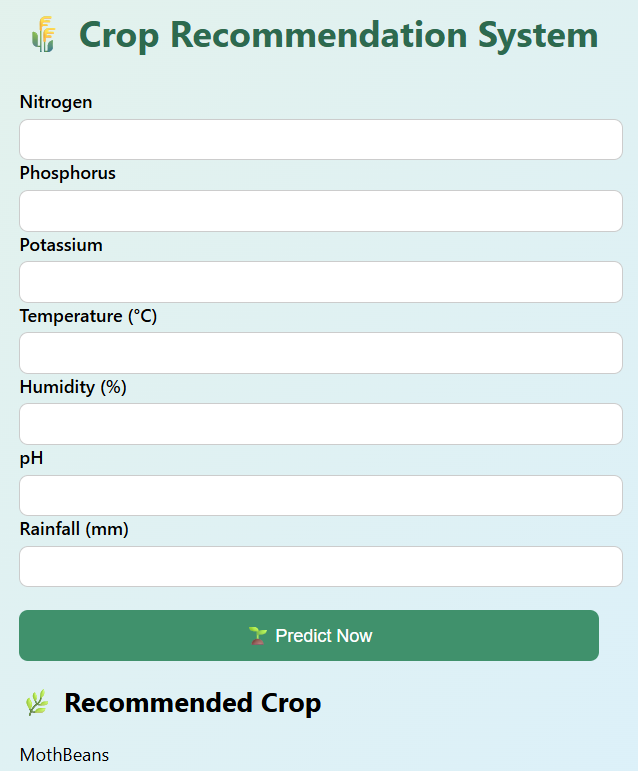 Crop Recommendation System
Nitrogen
Phosphorus
Potassium
Temperature (°C)
Humidity (%)
pH
Rainfall (mm)
Predict Now
Recommended Crop
MothBeans